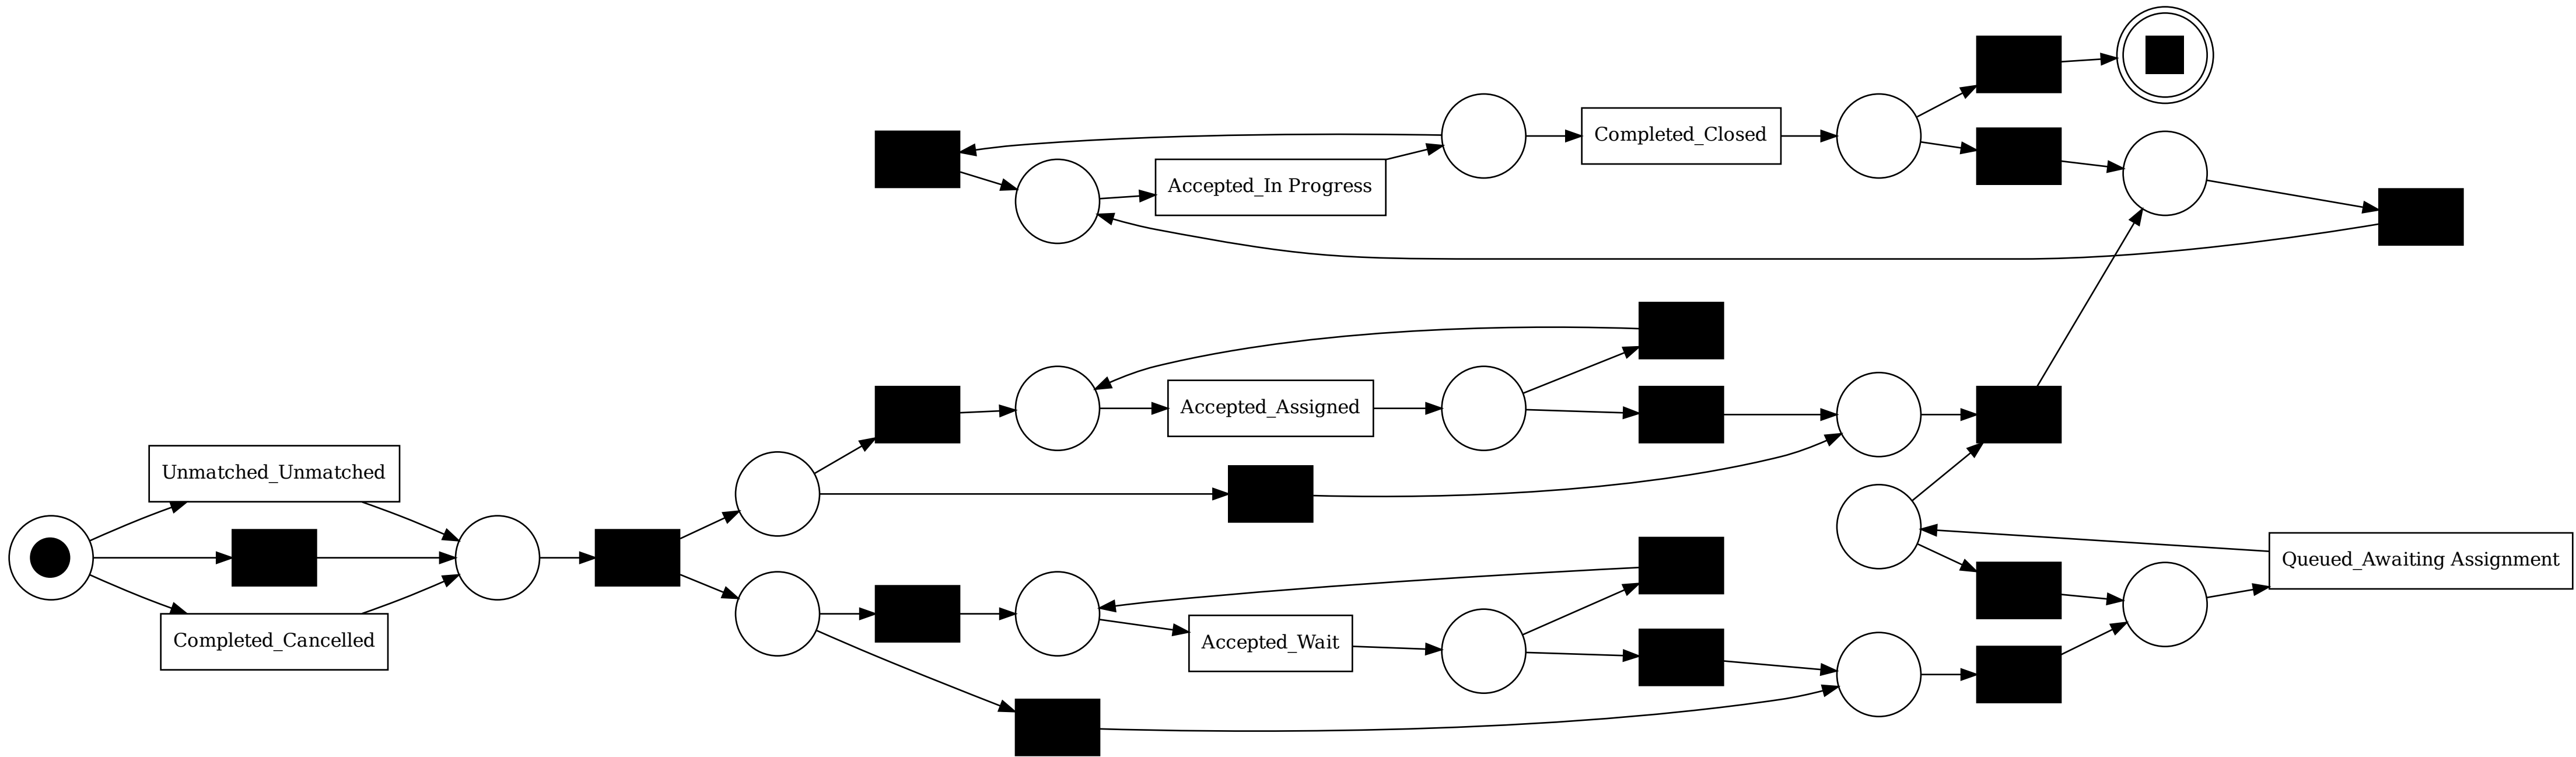 Completed_Closed
Accepted_In Progress
Accepted_Assigned
Unmatched_Unmatched
Queued_Awaiting Assignment
Completed_Cancelled
Accepted_Wait